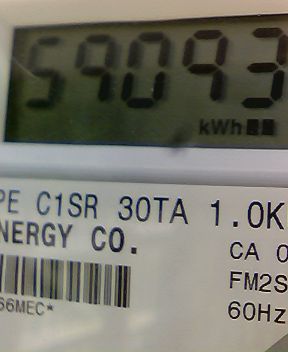 59093
kWh
PE C1SR 30TA 1.0K
NERGY CO.
CA 0
FM2S
66MEC*
60Hz